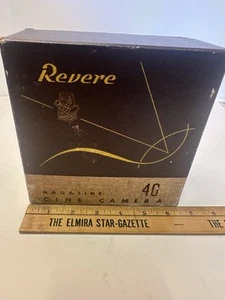 Revere
MAGAZINE 40
CINE CAMERA
THE ELMIRA STAR-GAZETTE THE